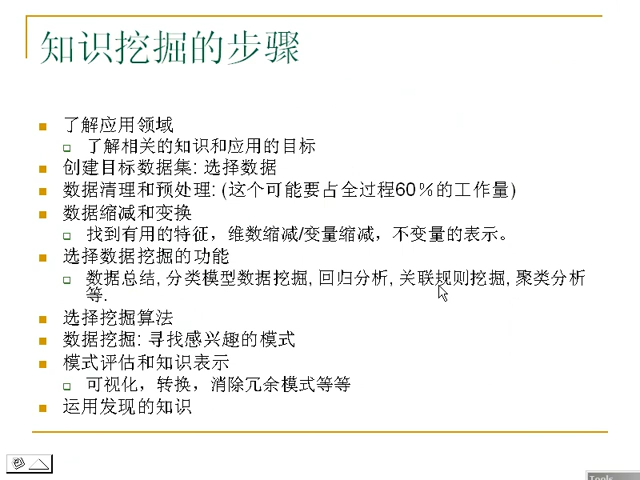 知识挖掘的步骤
了解应用领域
了解相关的知识和应用的目标
创建目标数据集: 选择数据
数据清理和预处理: (这个可能要占全过程60％的工作量)
数据缩减和变换
找到有用的特征，维数缩减/变量缩减，不变量的表示。
选择数据挖掘的功能
数据总结, 分类模型数据挖掘, 回归分析, 关联规则挖掘, 聚类分析
等.
选择挖掘算法
数据挖掘: 寻找感兴趣的模式
模式评估和知识表示
可视化，转换，消除冗余模式等等
运用发现的知识